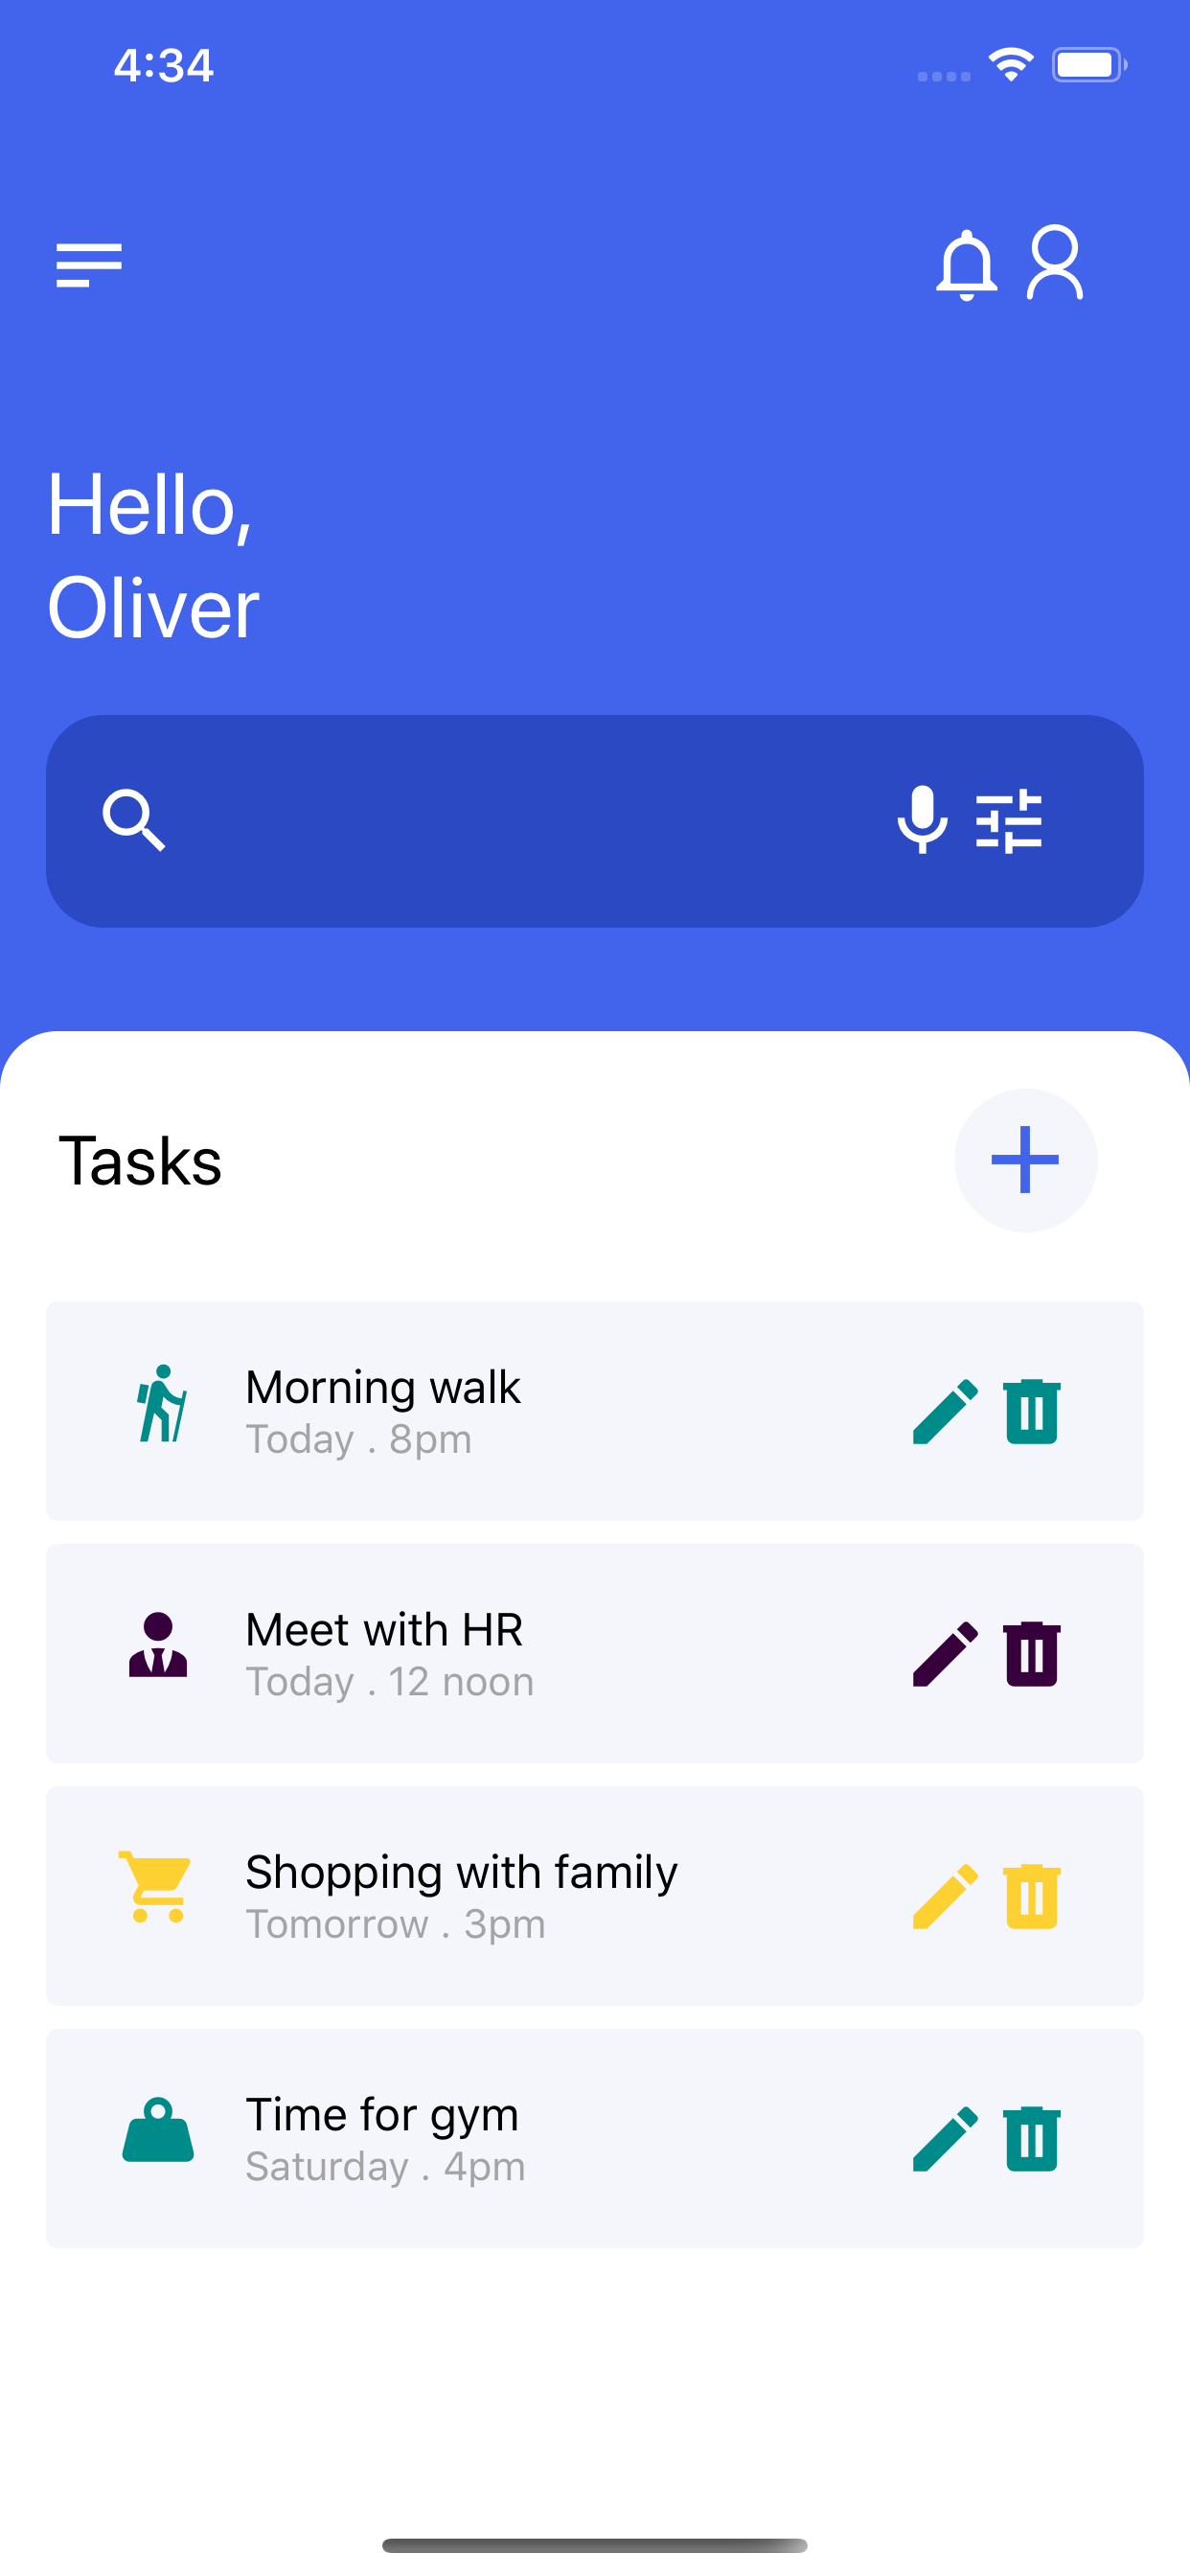 4:34
Hello,
Oliver
Tasks
Morning walk
Today . 8pm
Meet with HR
Today . 12 noon
Shopping with family
Tomorrow . 3pm
Time for gym
Saturday . 4pm